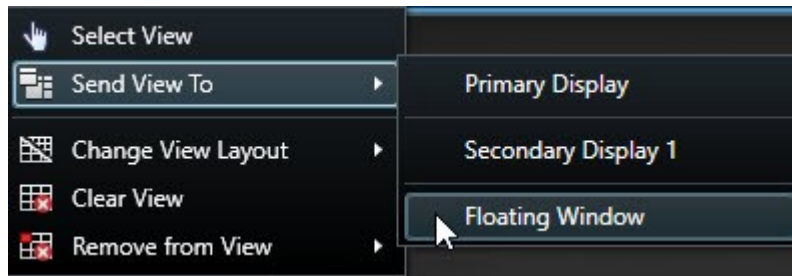 Select View
Send View To
Change View Layout
Clear View
Remove from View
Primary Display
Secondary Display 1
Floating Window